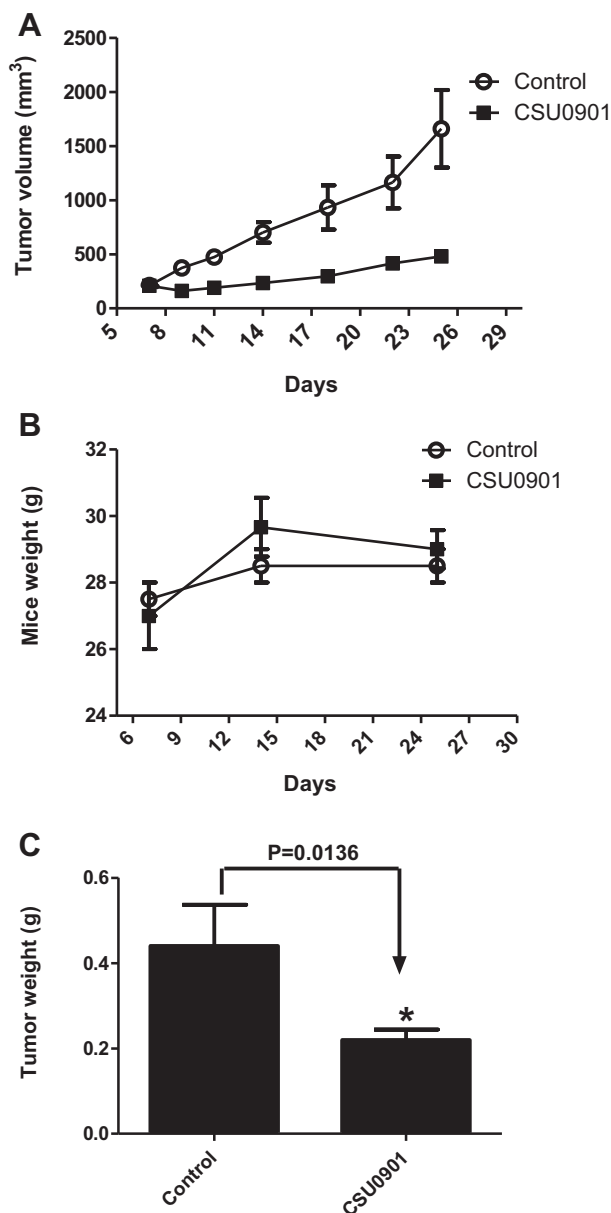 A
Tumor volume (mm³)
2500
2000
1500
1000
500
0
5 8 11 14 17 20 23 26 29
Days
Control
CSU0901
B
Mice weight (g)
32
30
28
26
24
6 9 12 15 18 21 24 27 30
Days
Control
CSU0901
C
P=0.0136
Tumor weight (g)
0.6
0.4
0.2
0.0
*
Control
CSU0901